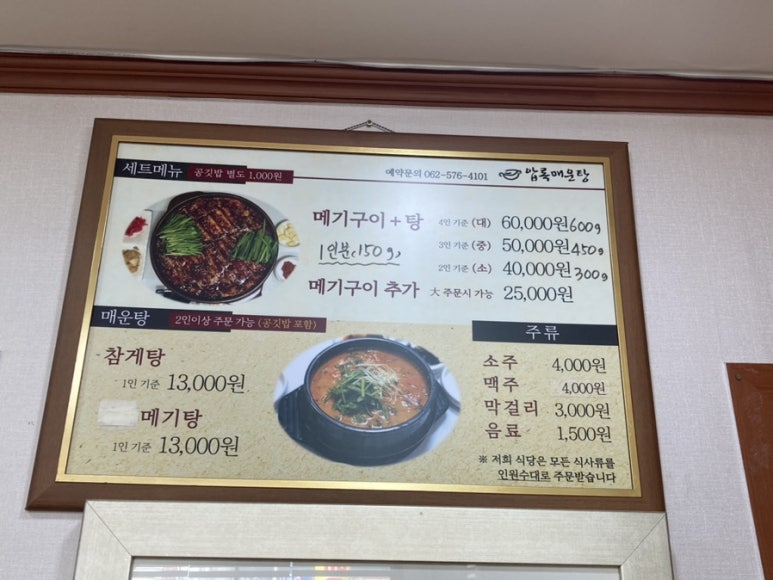 세트메뉴 공깃밥 별도 1,000원
예약문의 062-576-4101 압록매운탕
메기구이+탕 4인 기준 (대) 60,000원 600g
1인분, 150g, 3인 기준 (중) 50,000원 450g
2인 기준 (소) 40,000원 300g
메기구이 추가 大 주문시 가능 25,000원
매운탕 2인이상 주문 가능 (공깃밥 포함)
참게탕
1인 기준 13,000원
메기탕
1인 기준 13,000원
주류
소주 4,000원
맥주 4,000원
막걸리 3,000원
음료 1,500원
※ 저희 식당은 모든 식사류를
인원수대로 주문받습니다